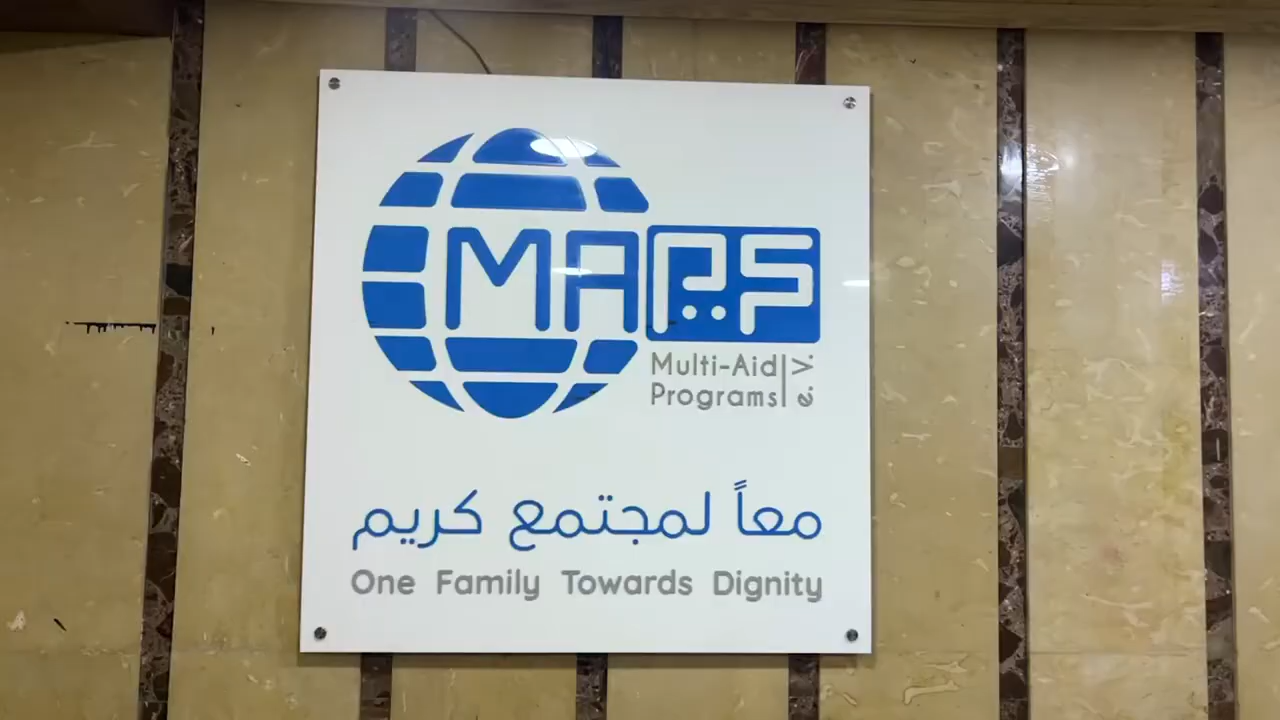 MAPS
Multi-Aid
Programs
e.V.
معاً لمجتمع كريم
One Family Towards Dignity